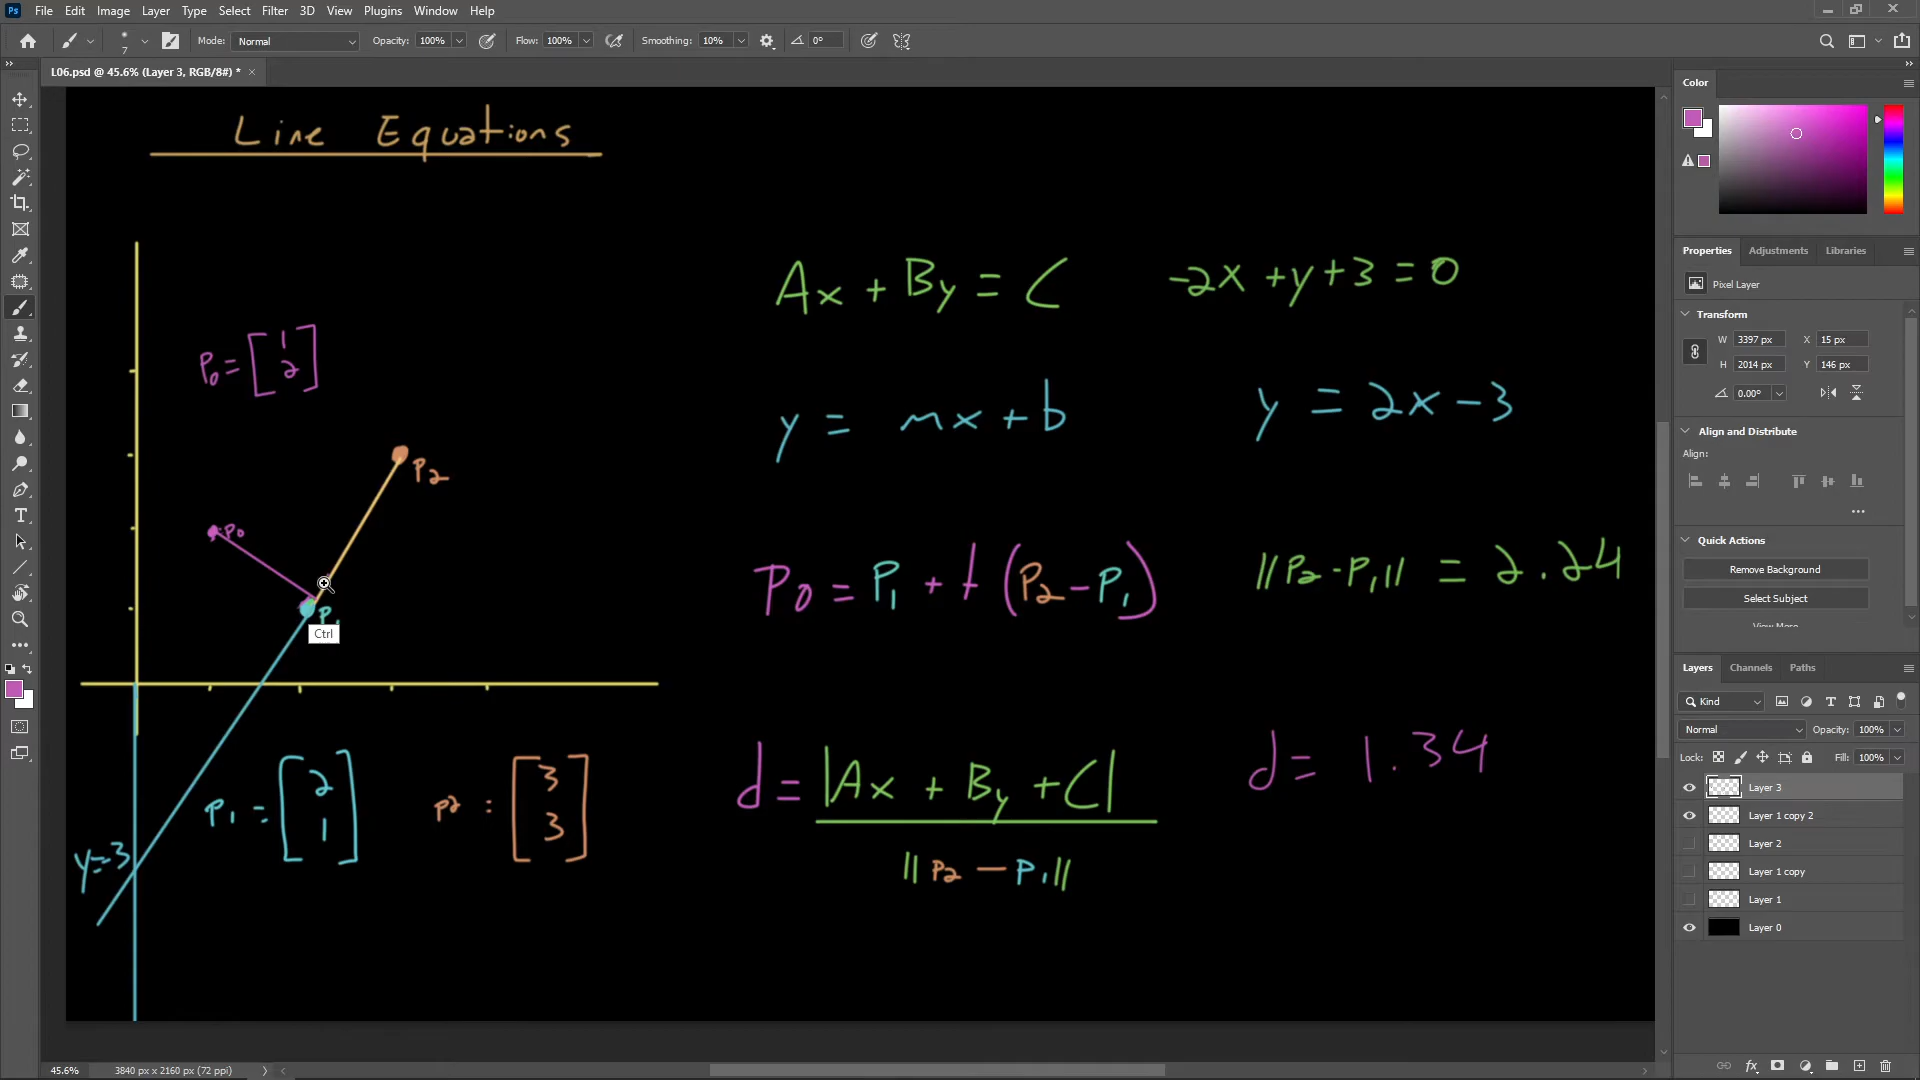 Ps File Edit Image Layer Type Select Filter 3D View Plugins Window Help
7 Mode: Normal Opacity: 100% Flow: 100% Smoothing: 10% 0°
L06.psd @ 45.6% (Layer 3, RGB/8#) * ×
Line Equations
Ax + By = C
-2x + y + 3 = 0
P0 = [1 2]
y = mx + b
y = 2x - 3
P2
P0
P0 = P1 + t (P2 - P1)
||P2 - P1|| = 2.24
P1
Ctrl
d = |Ax + By + C|
|| P2 - P1 ||
d = 1.34
P1 = [2 1]
P2 = [3 3]
y=-3
Color
Properties Adjustments Libraries
Pixel Layer
Transform
W 3397 px X 15 px
H 2014 px Y 146 px
0.00°
Align and Distribute
Align:
Quick Actions
Remove Background
Select Subject
View More
Layers Channels Paths
Kind
Normal Opacity: 100%
Lock: Fill: 100%
Layer 3
Layer 1 copy 2
Layer 2
Layer 1 copy
Layer 1
Layer 0
fx
45.6% 3840 px x 2160 px (72 ppi)